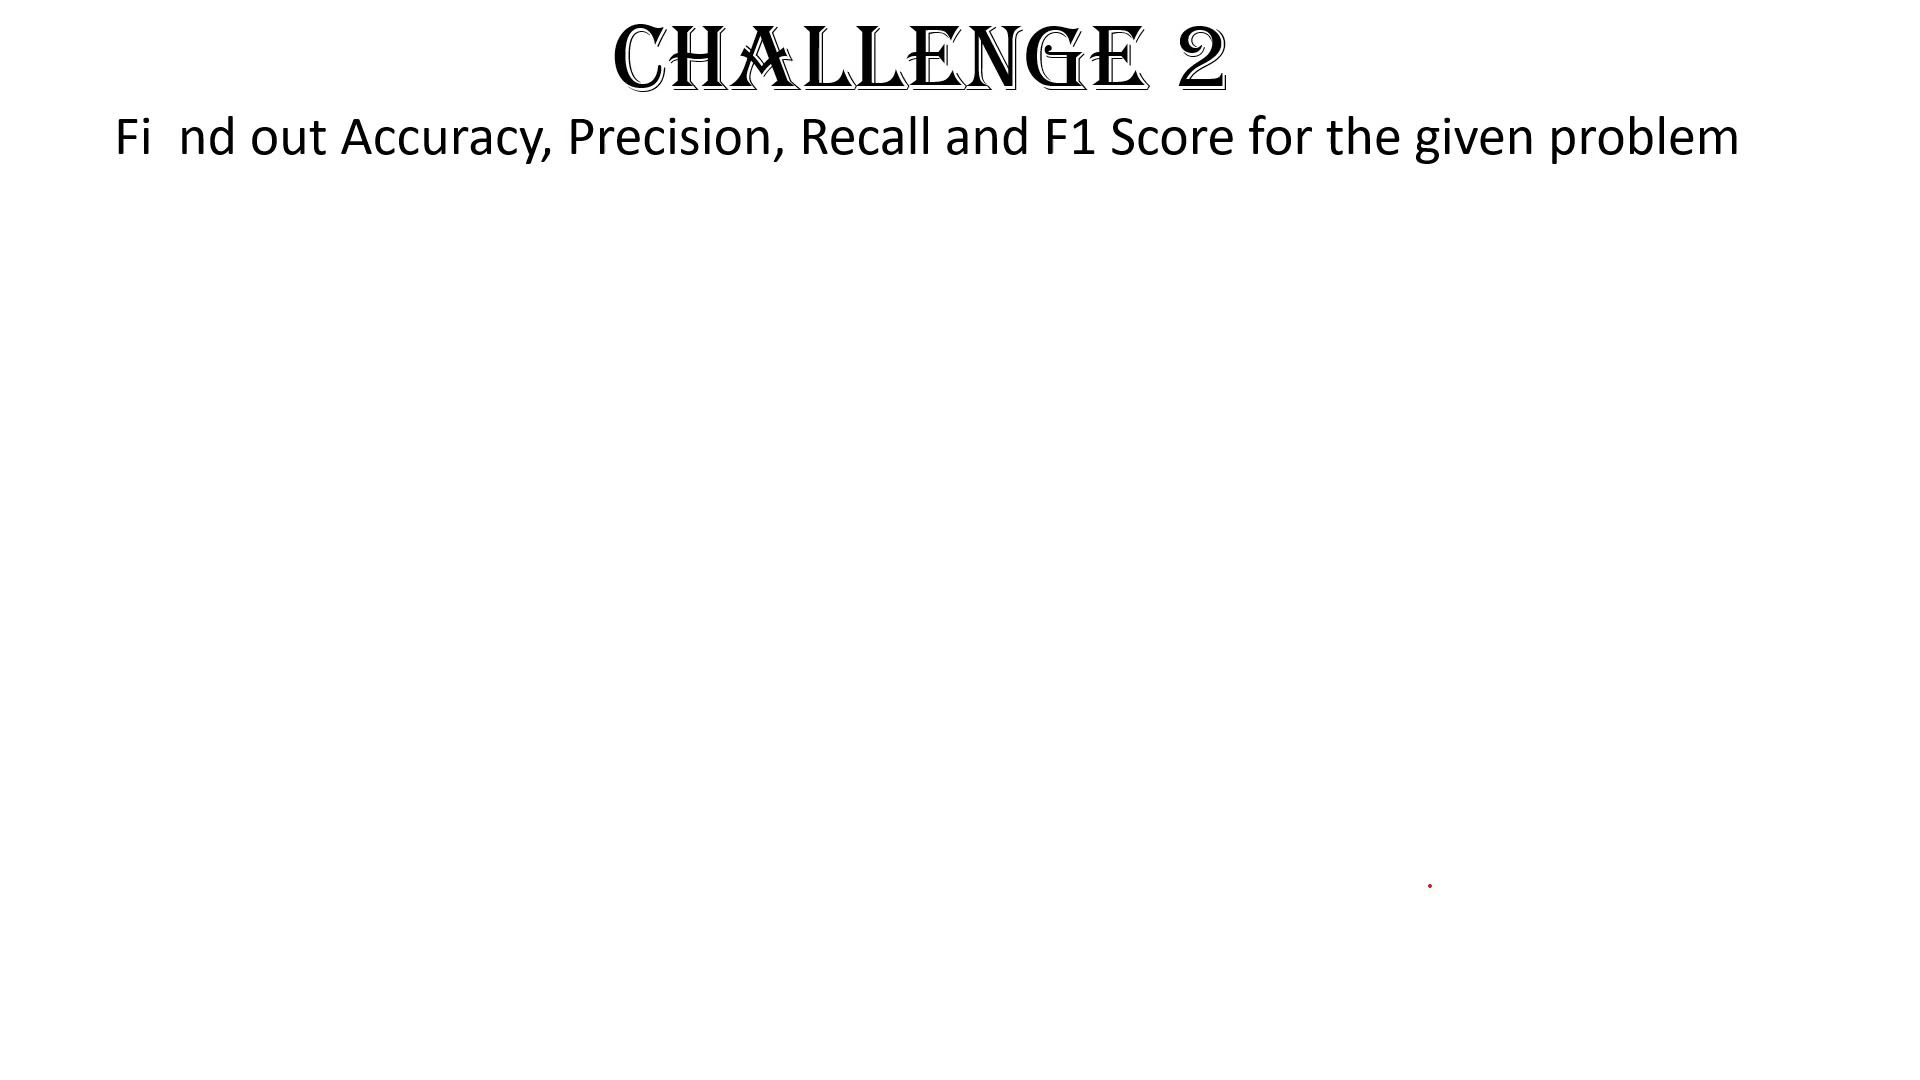 CHALLENGE 2
Fi  nd out Accuracy, Precision, Recall and F1 Score for the given problem